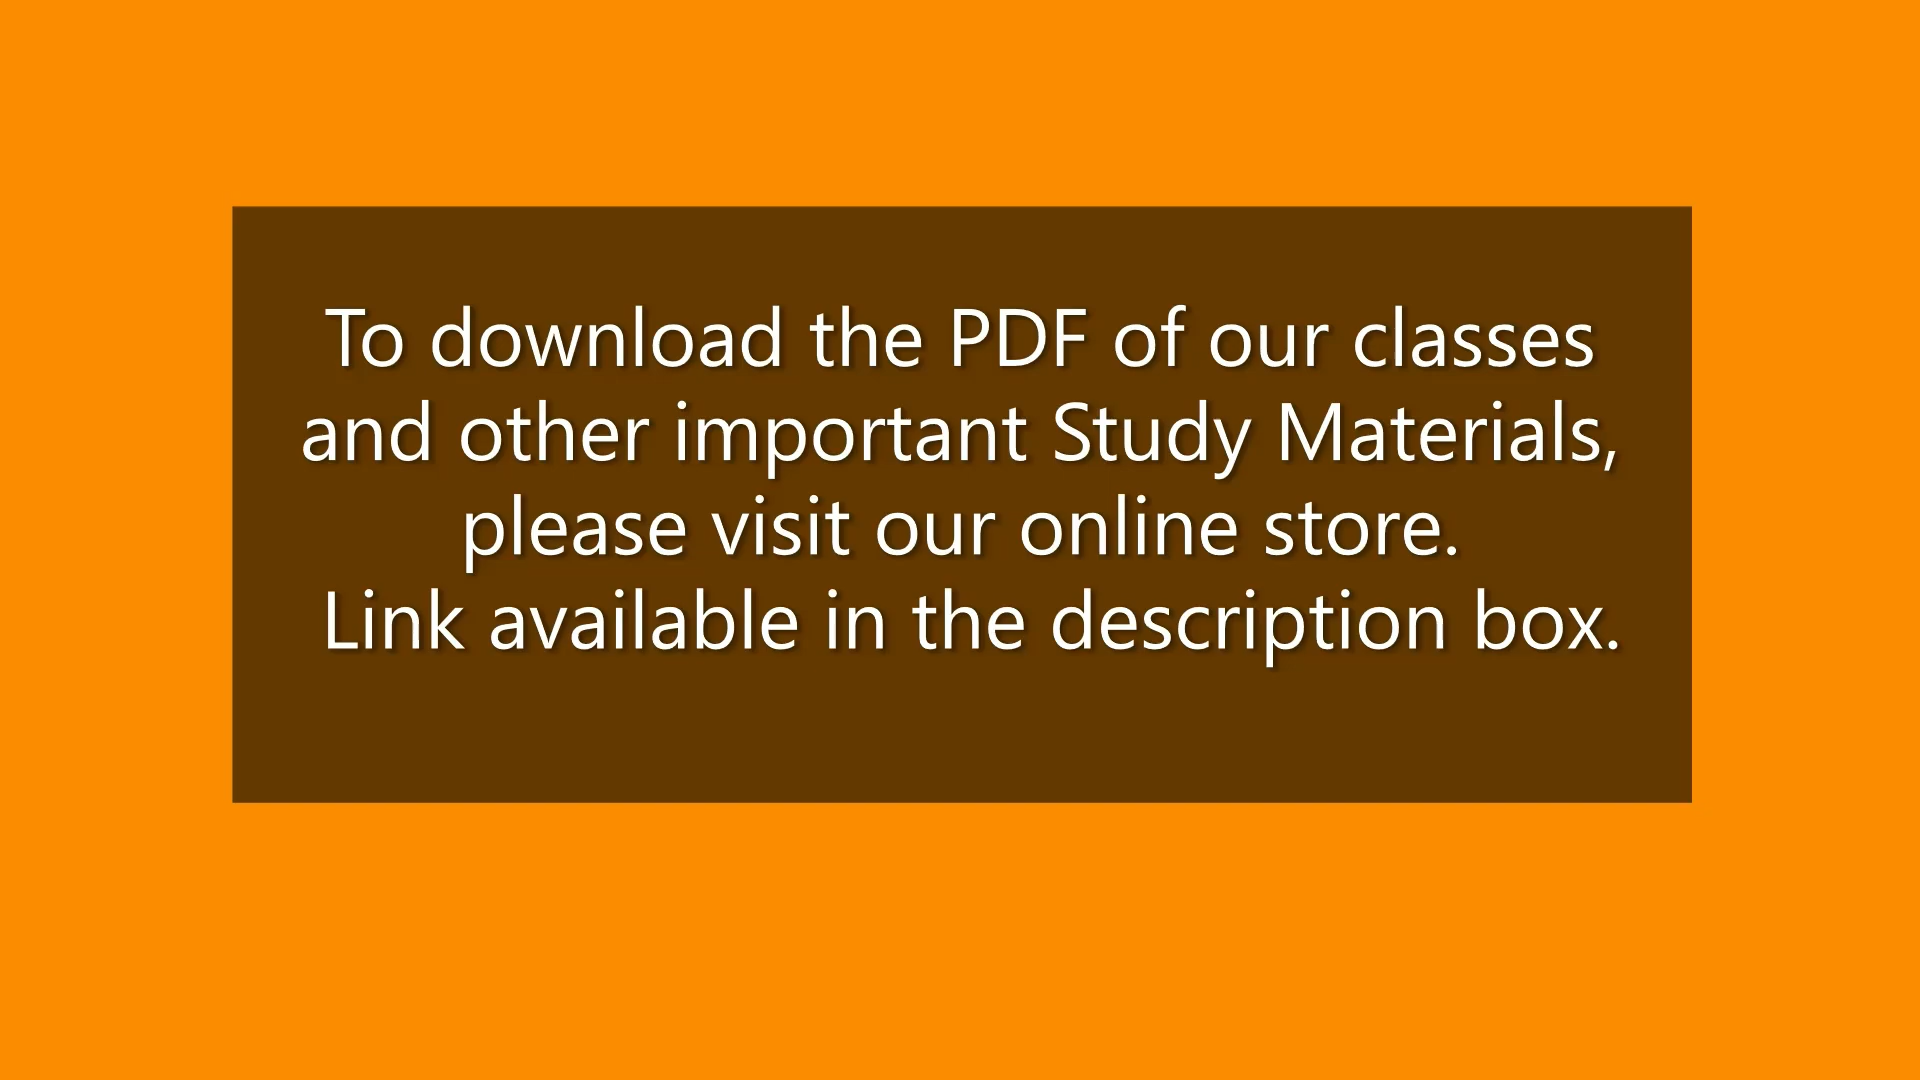 To download the PDF of our classes
and other important Study Materials,
please visit our online store.
Link available in the description box.